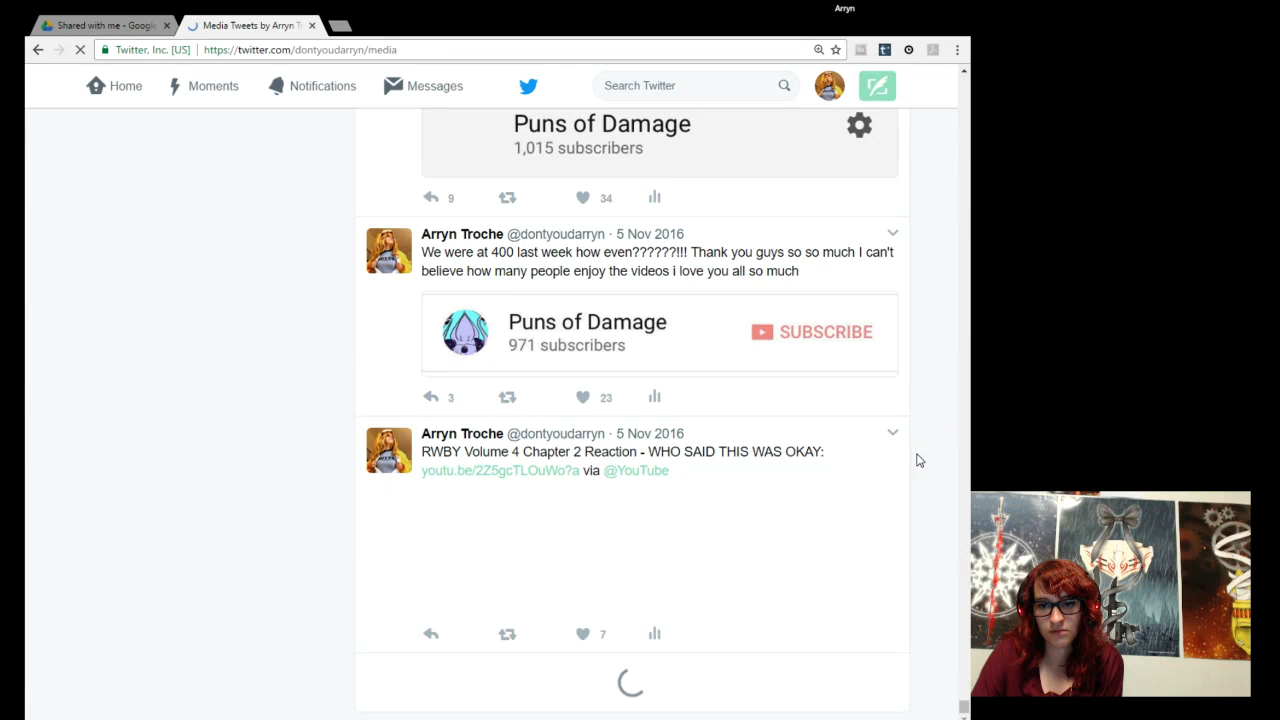 Arryn
Shared with me - Google
Media Tweets by Arryn T
Twitter, Inc. [US] https://twitter.com/dontyoudarryn/media
Home Moments Notifications Messages Search Twitter
Puns of Damage
1,015 subscribers
9 34
Arryn Troche @dontyoudarryn · 5 Nov 2016
We were at 400 last week how even??????!!! Thank you guys so so much I can't
believe how many people enjoy the videos i love you all so much
Puns of Damage
971 subscribers
SUBSCRIBE
3 23
Arryn Troche @dontyoudarryn · 5 Nov 2016
RWBY Volume 4 Chapter 2 Reaction - WHO SAID THIS WAS OKAY:
youtu.be/2Z5gcTLOuWo?a via @YouTube
7